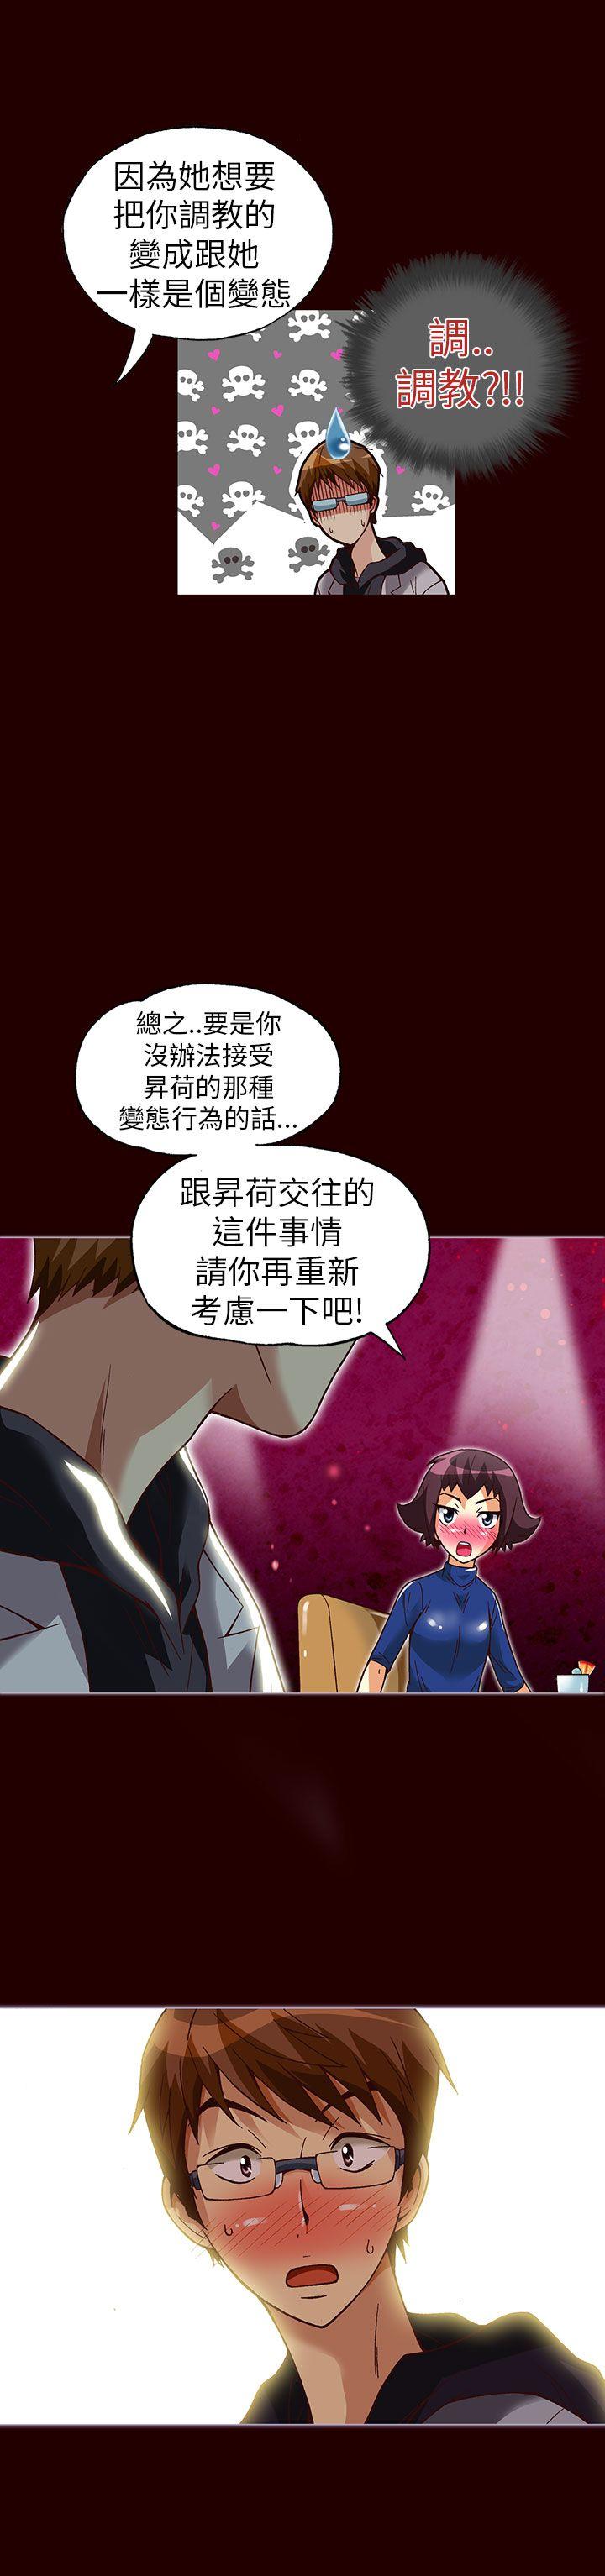 因為她想要
把你調教的
變成跟她
一樣是個變態
調..
調教?!!
總之..要是你
沒辦法接受
昇荷的那種
變態行為的話...
跟昇荷交往的
這件事情
請你再重新
考慮一下吧!